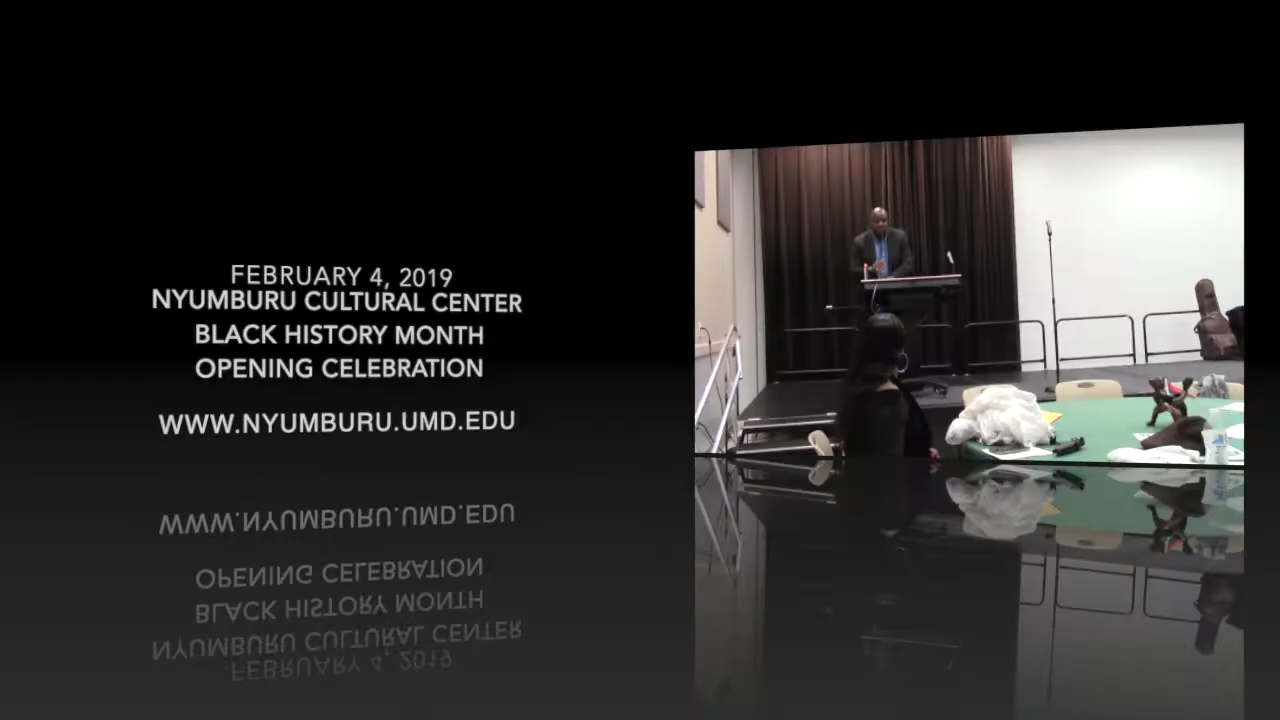 FEBRUARY 4, 2019
NYUMBURU CULTURAL CENTER
BLACK HISTORY MONTH
OPENING CELEBRATION
WWW.NYUMBURU.UMD.EDU